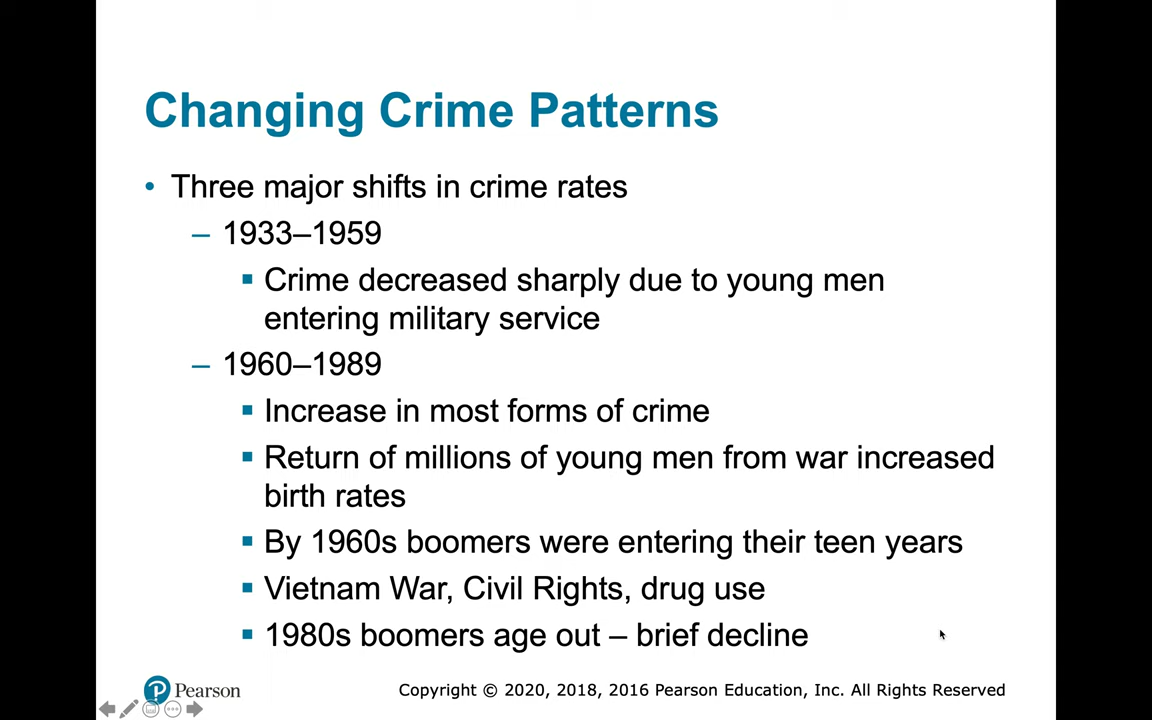 Changing Crime Patterns
• Three major shifts in crime rates
– 1933–1959
▪ Crime decreased sharply due to young men
entering military service
– 1960–1989
▪ Increase in most forms of crime
▪ Return of millions of young men from war increased
birth rates
▪ By 1960s boomers were entering their teen years
▪ Vietnam War, Civil Rights, drug use
▪ 1980s boomers age out – brief decline
P Pearson
Copyright © 2020, 2018, 2016 Pearson Education, Inc. All Rights Reserved